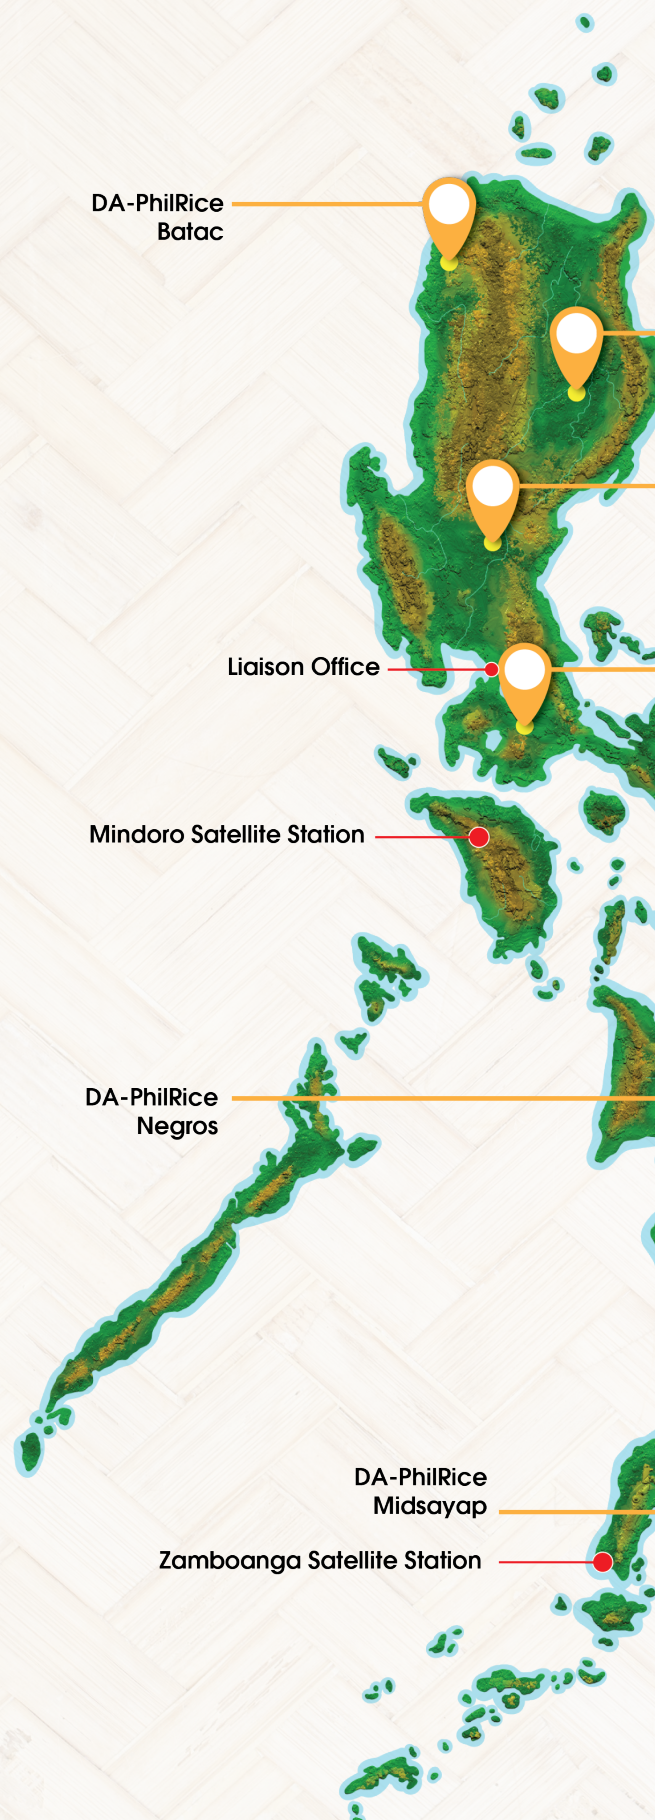 DA-PhilRice
Batac
Liaison Office
Mindoro Satellite Station
DA-PhilRice
Negros
DA-PhilRice
Midsayap
Zamboanga Satellite Station